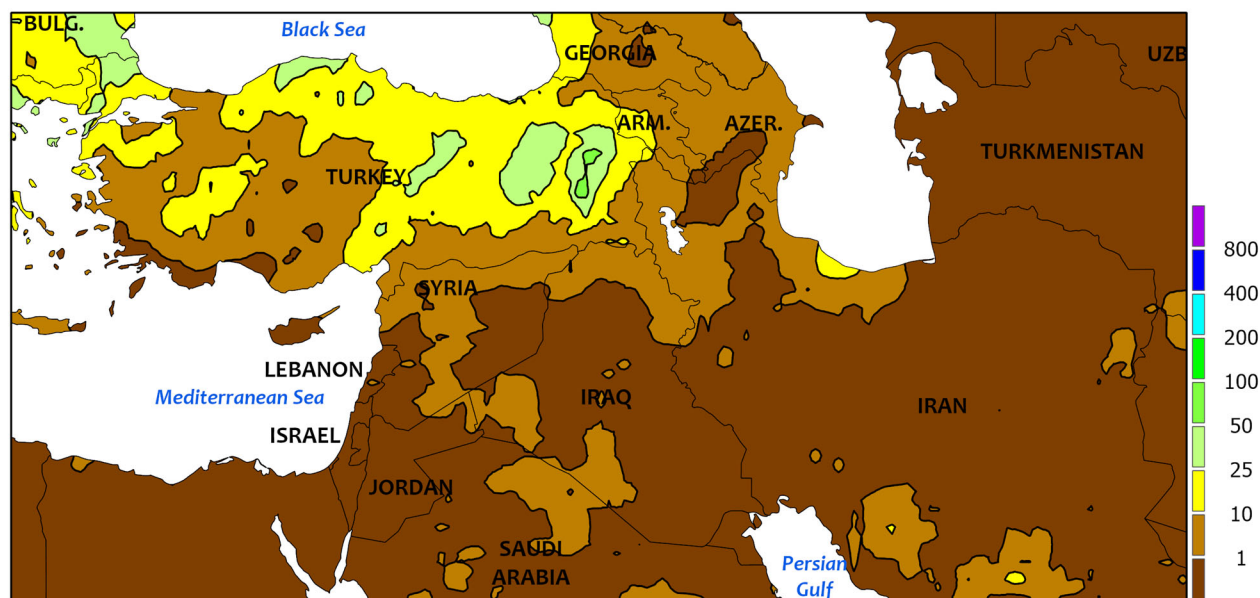 BULG.
Black Sea
GEORGIA
UZB
ARM.
AZER.
TURKMENISTAN
TURKEY
SYRIA
LEBANON
Mediterranean Sea
IRAQ
IRAN
ISRAEL
JORDAN
SAUDI
ARABIA
Persian
Gulf
800
400
200
100
50
25
10
1